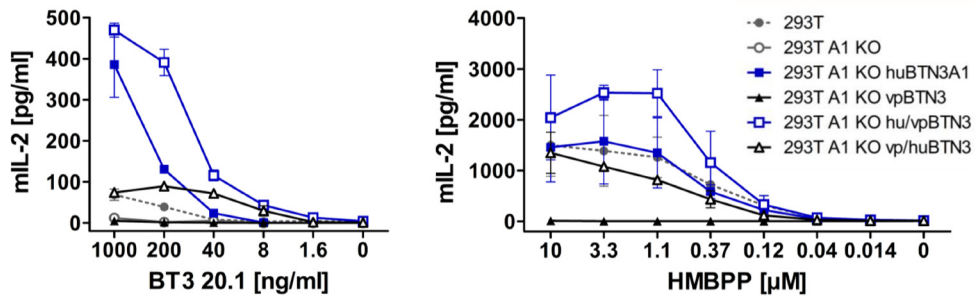 500
400
300
200
100
0
mIL-2 [pg/ml]
1000 200 40 8 1.6 0
BT3 20.1 [ng/ml]
4000
3000
2000
1000
0
mIL-2 [pg/ml]
10 3.3 1.1 0.37 0.12 0.04 0.014 0
HMBPP [µM]
293T
293T A1 KO
293T A1 KO huBTN3A1
293T A1 KO vpBTN3
293T A1 KO hu/vpBTN3
293T A1 KO vp/huBTN3